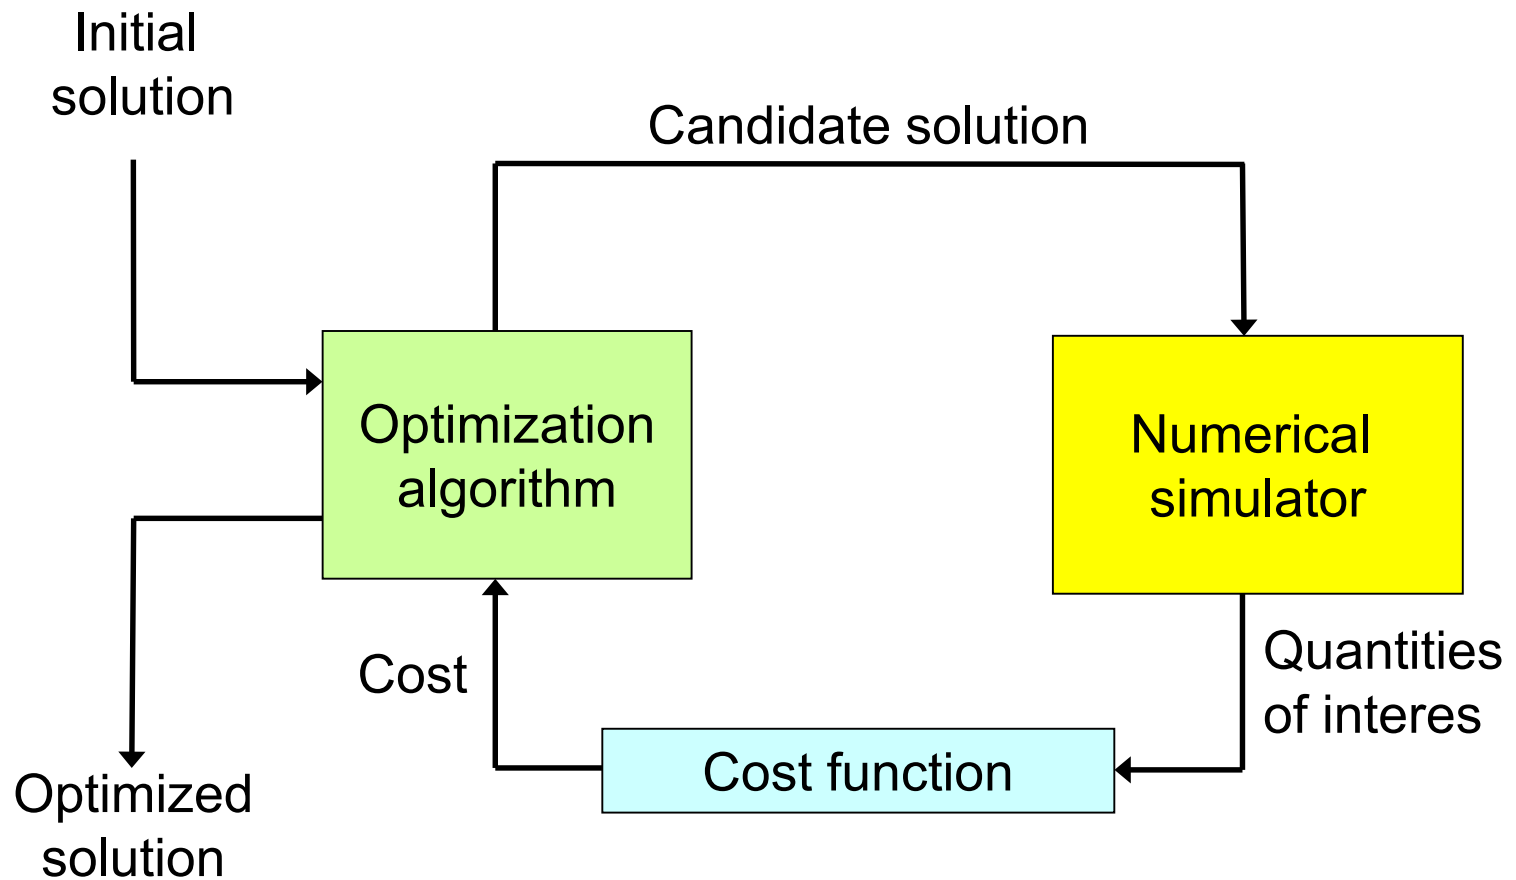 Initial
solution
Candidate solution
Optimization
algorithm
Numerical
simulator
Cost
Quantities
of interes
Cost function
Optimized
solution